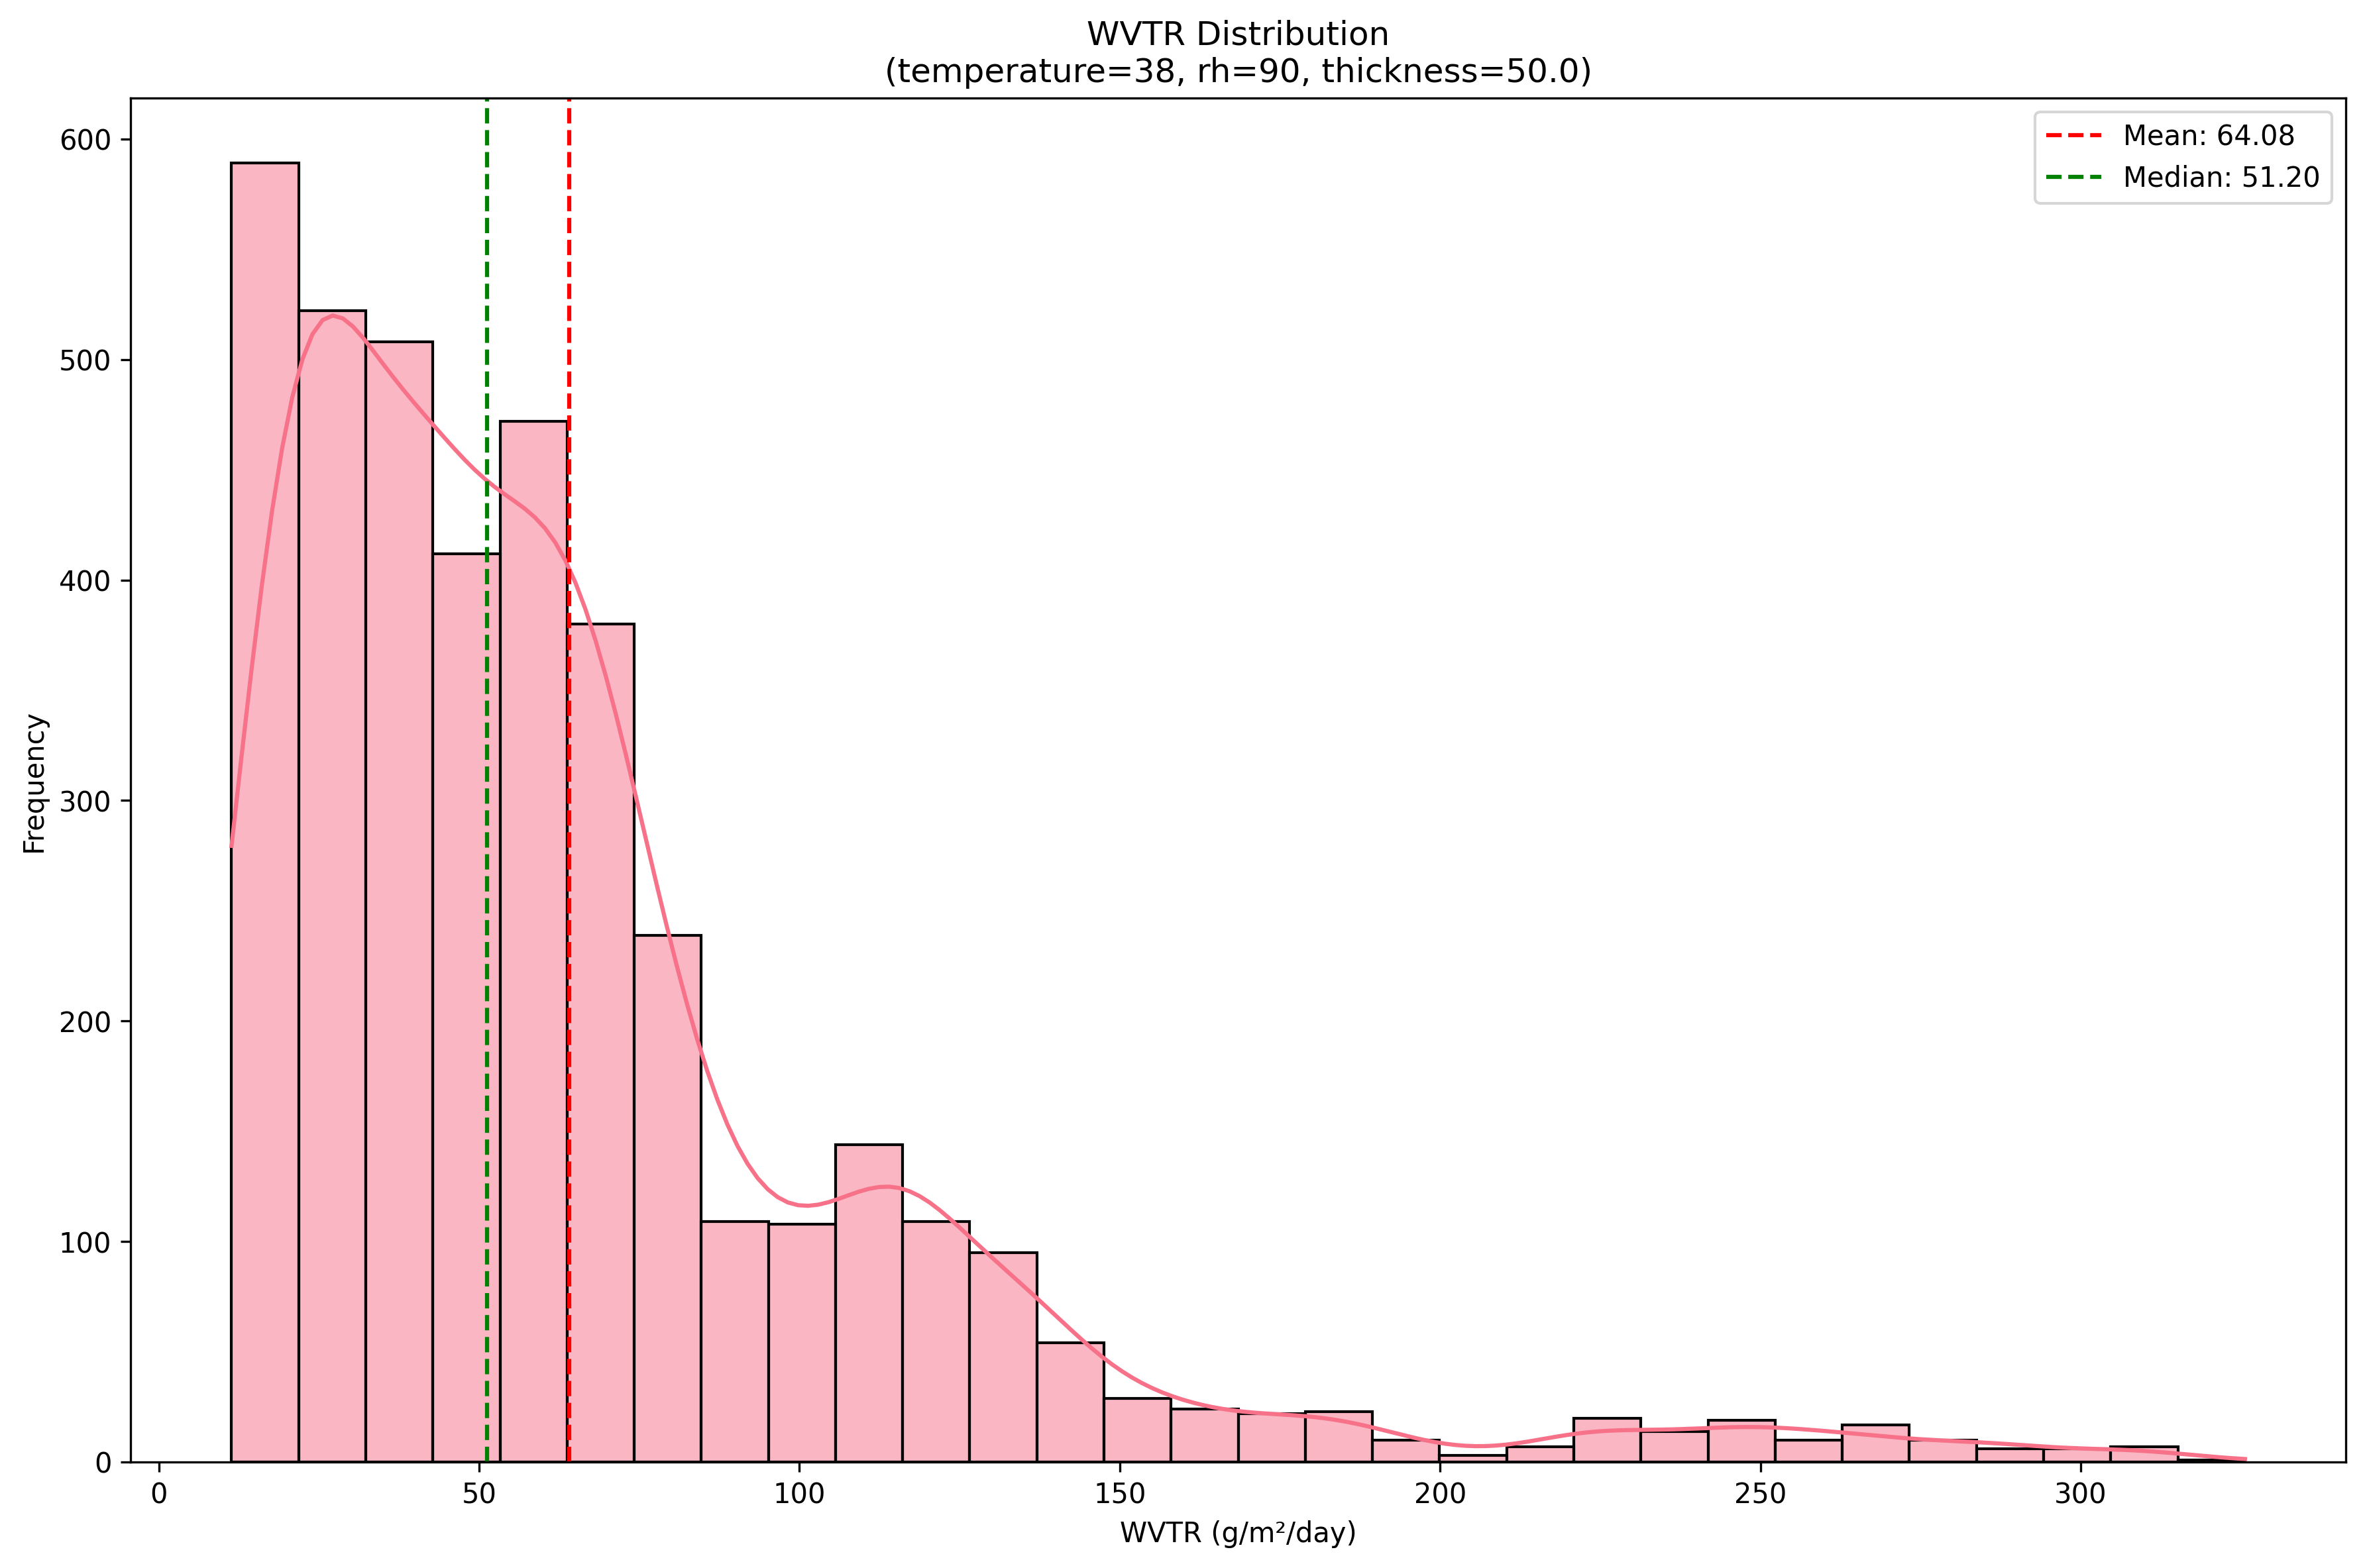 WVTR Distribution
(temperature=38, rh=90, thickness=50.0)
Mean: 64.08
Median: 51.20
600
500
400
300
200
100
0
Frequency
0 50 100 150 200 250 300
WVTR (g/m²/day)